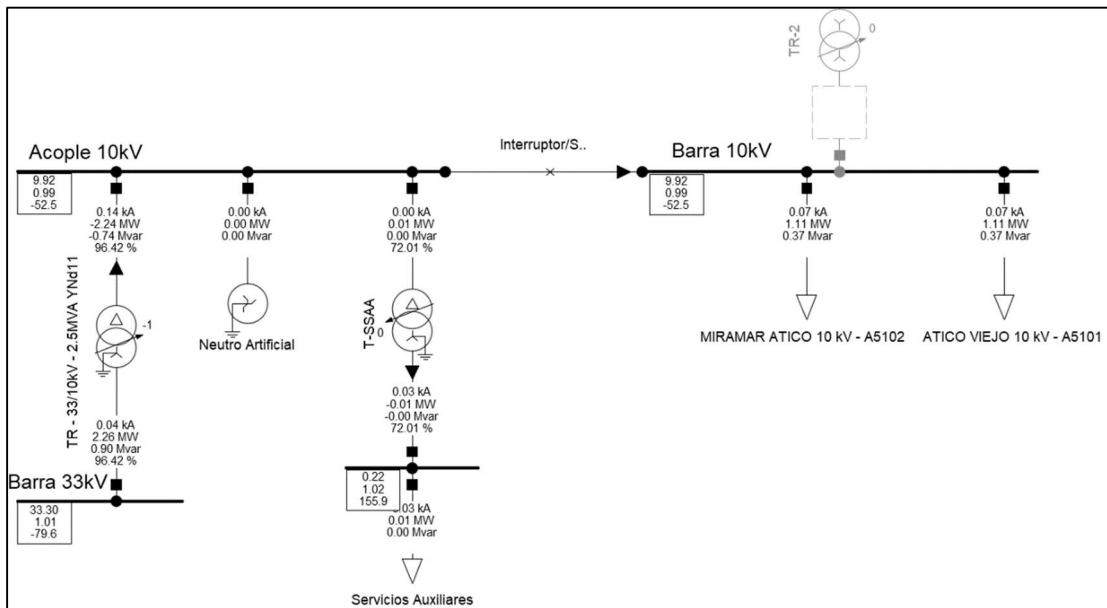 TR-2
0
Interruptor/S..
Acople 10kV
Barra 10kV
9.92
0.99
-52.5
9.92
0.99
-52.5
0.14 kA
-2.24 MW
-0.74 Mvar
96.42 %
0.00 kA
0.00 MW
0.00 Mvar
0.00 kA
0.01 MW
0.00 Mvar
72.01 %
0.07 kA
1.11 MW
0.37 Mvar
0.07 kA
1.11 MW
0.37 Mvar
TR - 33/10kV - 2.5MVA YNd11
-1
Neutro Artificial
T-SSAA
0
MIRAMAR ATICO 10 kV - A5102
ATICO VIEJO 10 kV - A5101
0.04 kA
2.26 MW
0.90 Mvar
96.42 %
0.03 kA
-0.01 MW
-0.00 Mvar
72.01 %
Barra 33kV
33.30
1.01
-79.6
0.22
1.02
155.9
0.03 kA
0.01 MW
0.00 Mvar
Servicios Auxiliares